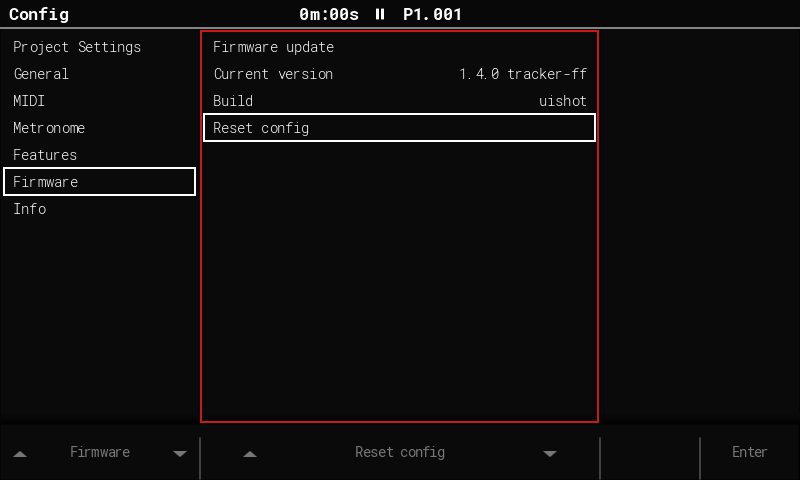 Config 0m:00s P1.001
Project Settings
General
MIDI
Metronome
Features
Firmware
Info
Firmware update
Current version 1.4.0 tracker-ff
Build uishot
Reset config
Firmware Reset config Enter